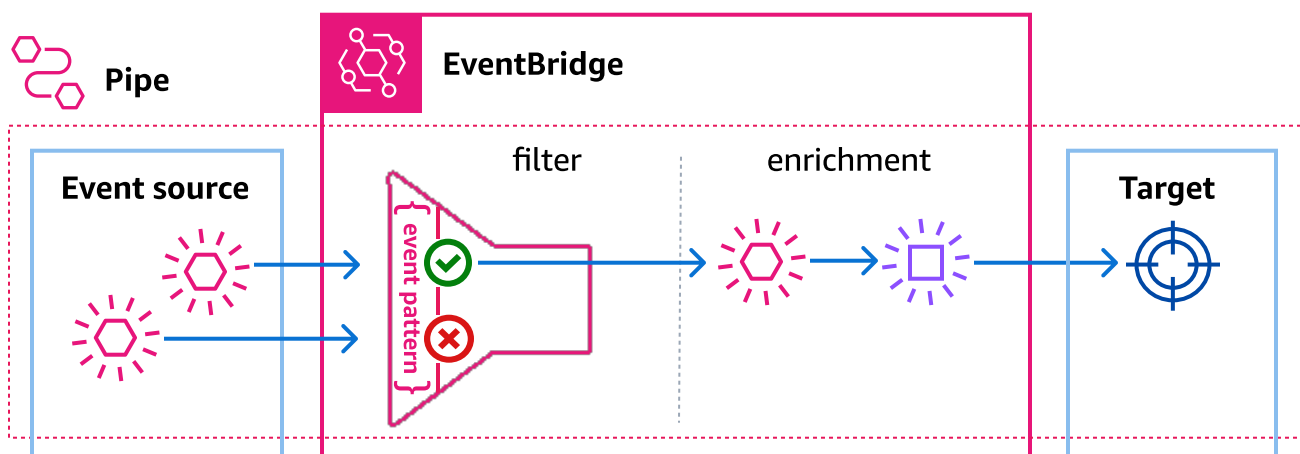 Pipe
EventBridge
filter
enrichment
Event source
Target
{ event pattern }